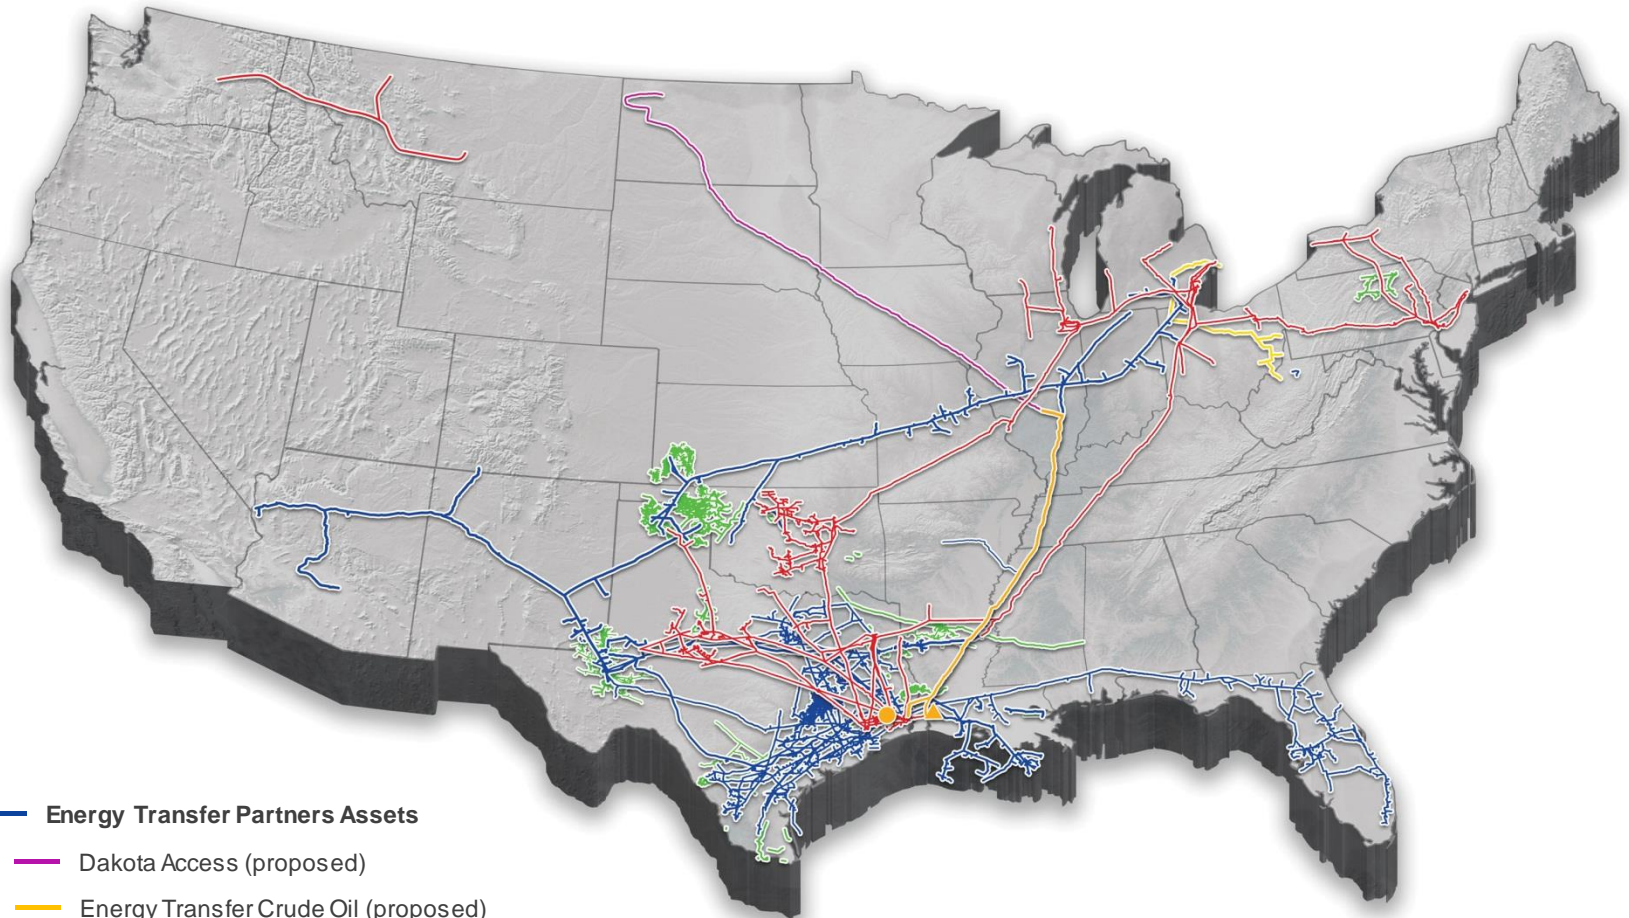 Energy Transfer Partners Assets
Dakota Access (proposed)
Energy Transfer Crude Oil (proposed)